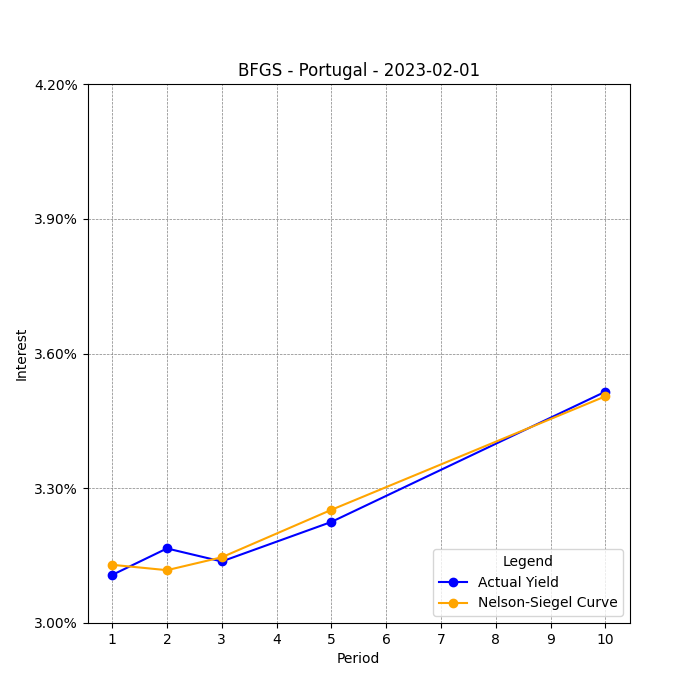 BFGS - Portugal - 2023-02-01
4.20%
3.90%
3.60%
3.30%
3.00%
Interest
1 2 3 4 5 6 7 8 9 10
Period
Legend
Actual Yield
Nelson-Siegel Curve